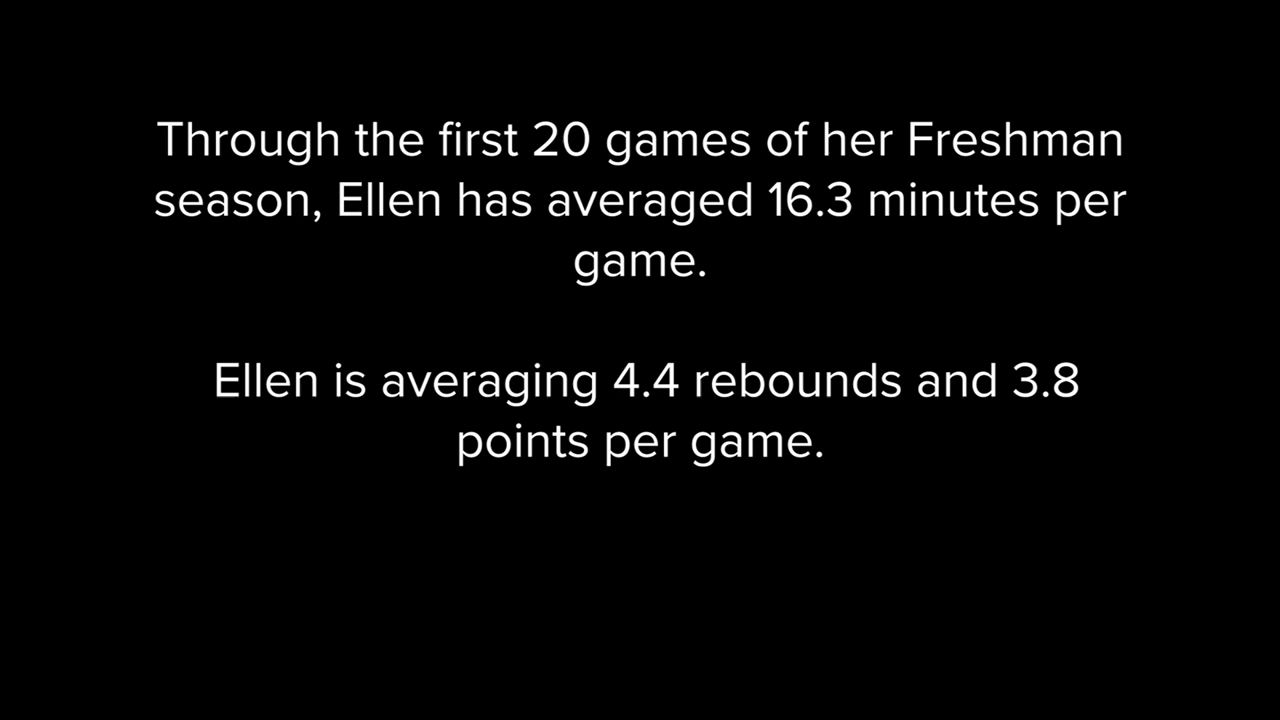 Through the first 20 games of her Freshman
season, Ellen has averaged 16.3 minutes per
game.
Ellen is averaging 4.4 rebounds and 3.8
points per game.